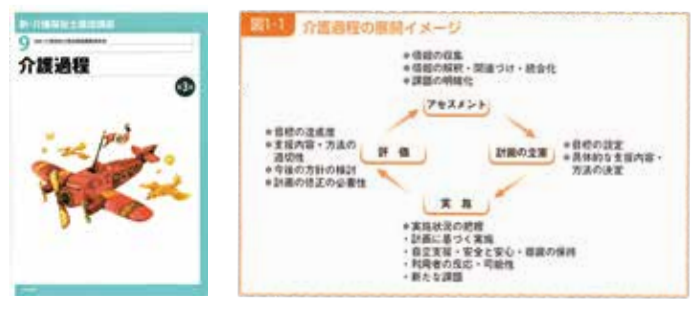 新・介護福祉士養成講座
9
介護過程
第3版
図1-1 介護過程の展開イメージ
●情報の収集
●情報の解釈・関連づけ・統合化
●課題の明確化
アセスメント
●目標の達成度
●支援内容・方法の
適切性
●今後の方針の検討
●計画の修正の必要性
評 価
計画の立案
●目標の設定
●具体的な支援内容・
方法の決定
実 施
●実施状況の把握
・計画に基づく実施
・自立支援・安全と安心・尊厳の保持
・利用者の反応・可能性
・新たな課題